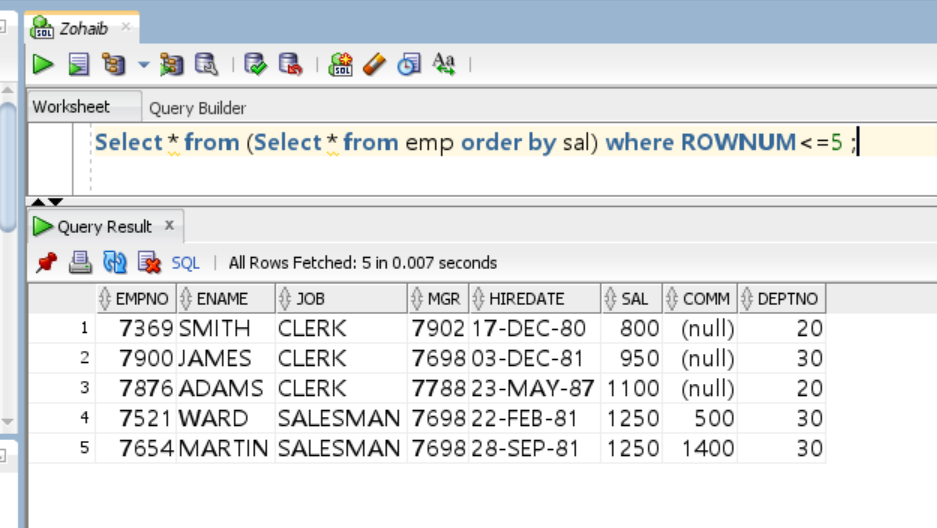 Zohaib
Worksheet Query Builder
Select * from (Select * from emp order by sal) where ROWNUM<=5 ;
Query Result x
SQL | All Rows Fetched: 5 in 0.007 seconds
EMPNO ENAME JOB MGR HIREDATE SAL COMM DEPTNO
1 7369 SMITH CLERK 7902 17-DEC-80 800 (null) 20
2 7900 JAMES CLERK 7698 03-DEC-81 950 (null) 30
3 7876 ADAMS CLERK 7788 23-MAY-87 1100 (null) 20
4 7521 WARD SALESMAN 7698 22-FEB-81 1250 500 30
5 7654 MARTIN SALESMAN 7698 28-SEP-81 1250 1400 30